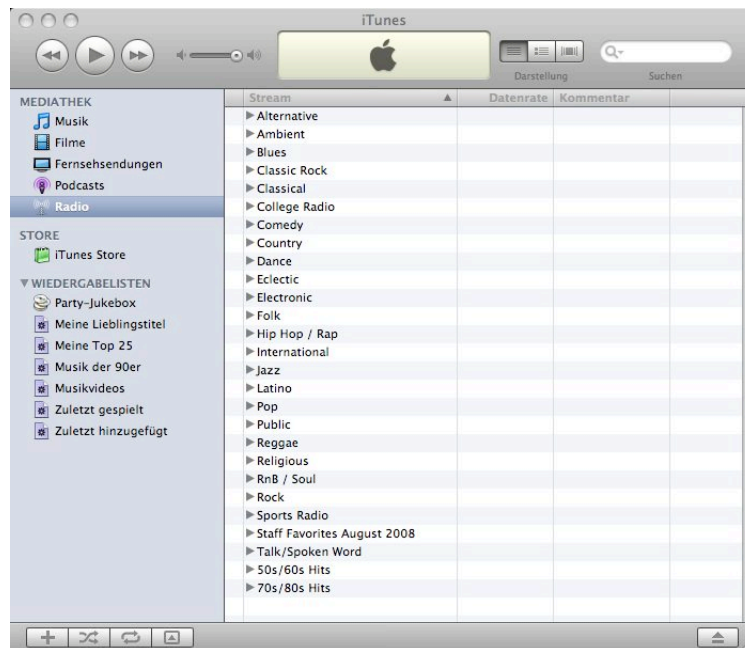 iTunes
Darstellung
Suchen
MEDIATHEK
Musik
Filme
Fernsehsendungen
Podcasts
Radio
STORE
iTunes Store
WIEDERGABELISTEN
Party-Jukebox
Meine Lieblingstitel
Meine Top 25
Musik der 90er
Musikvideos
Zuletzt gespielt
Zuletzt hinzugefügt
Stream Datenrate Kommentar
Alternative
Ambient
Blues
Classic Rock
Classical
College Radio
Comedy
Country
Dance
Eclectic
Electronic
Folk
Hip Hop / Rap
International
Jazz
Latino
Pop
Public
Reggae
Religious
RnB / Soul
Rock
Sports Radio
Staff Favorites August 2008
Talk/Spoken Word
50s/60s Hits
70s/80s Hits